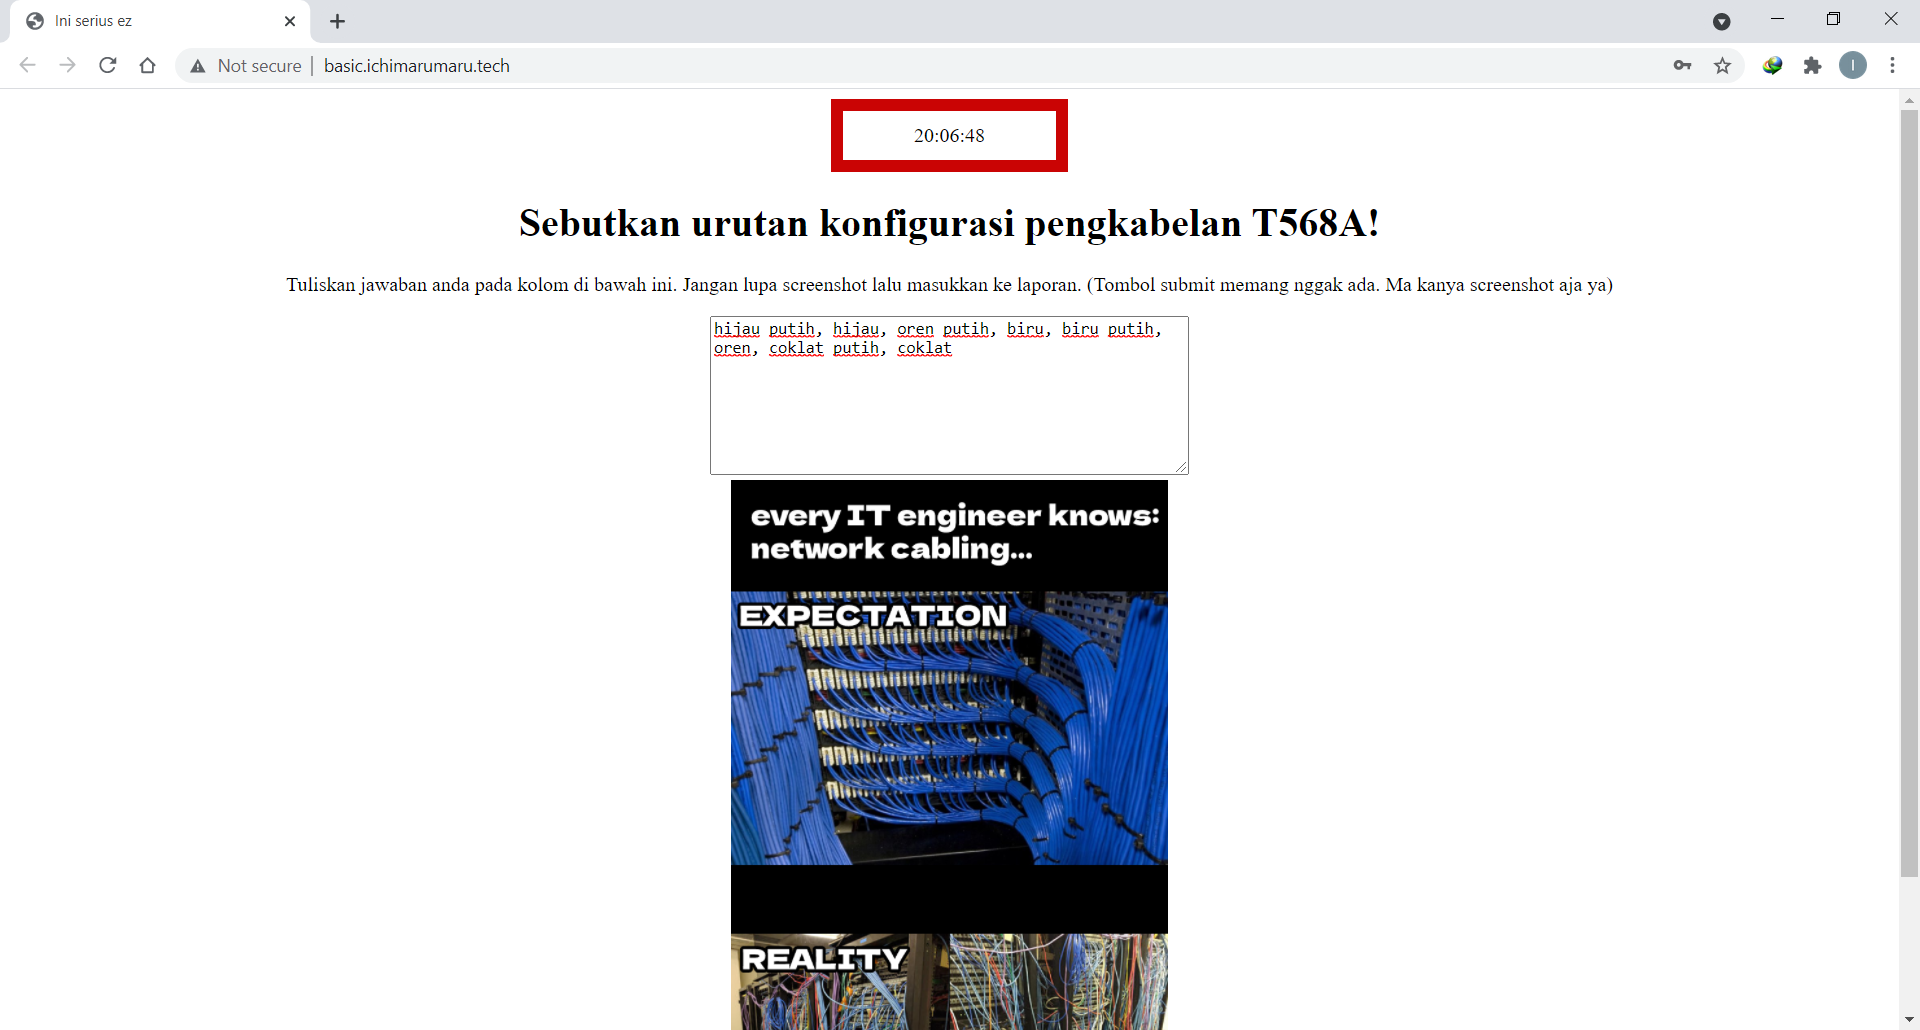 Ini serius ez
Not secure
basic.ichimarumaru.tech
I
20:06:48
Sebutkan urutan konfigurasi pengkabelan T568A!
Tuliskan jawaban anda pada kolom di bawah ini. Jangan lupa screenshot lalu masukkan ke laporan. (Tombol submit memang nggak ada. Ma kanya screenshot aja ya)
hijau putih, hijau, oren putih, biru, biru putih,
oren, coklat putih, coklat
every IT engineer knows:
network cabling...
EXPECTATION
REALITY